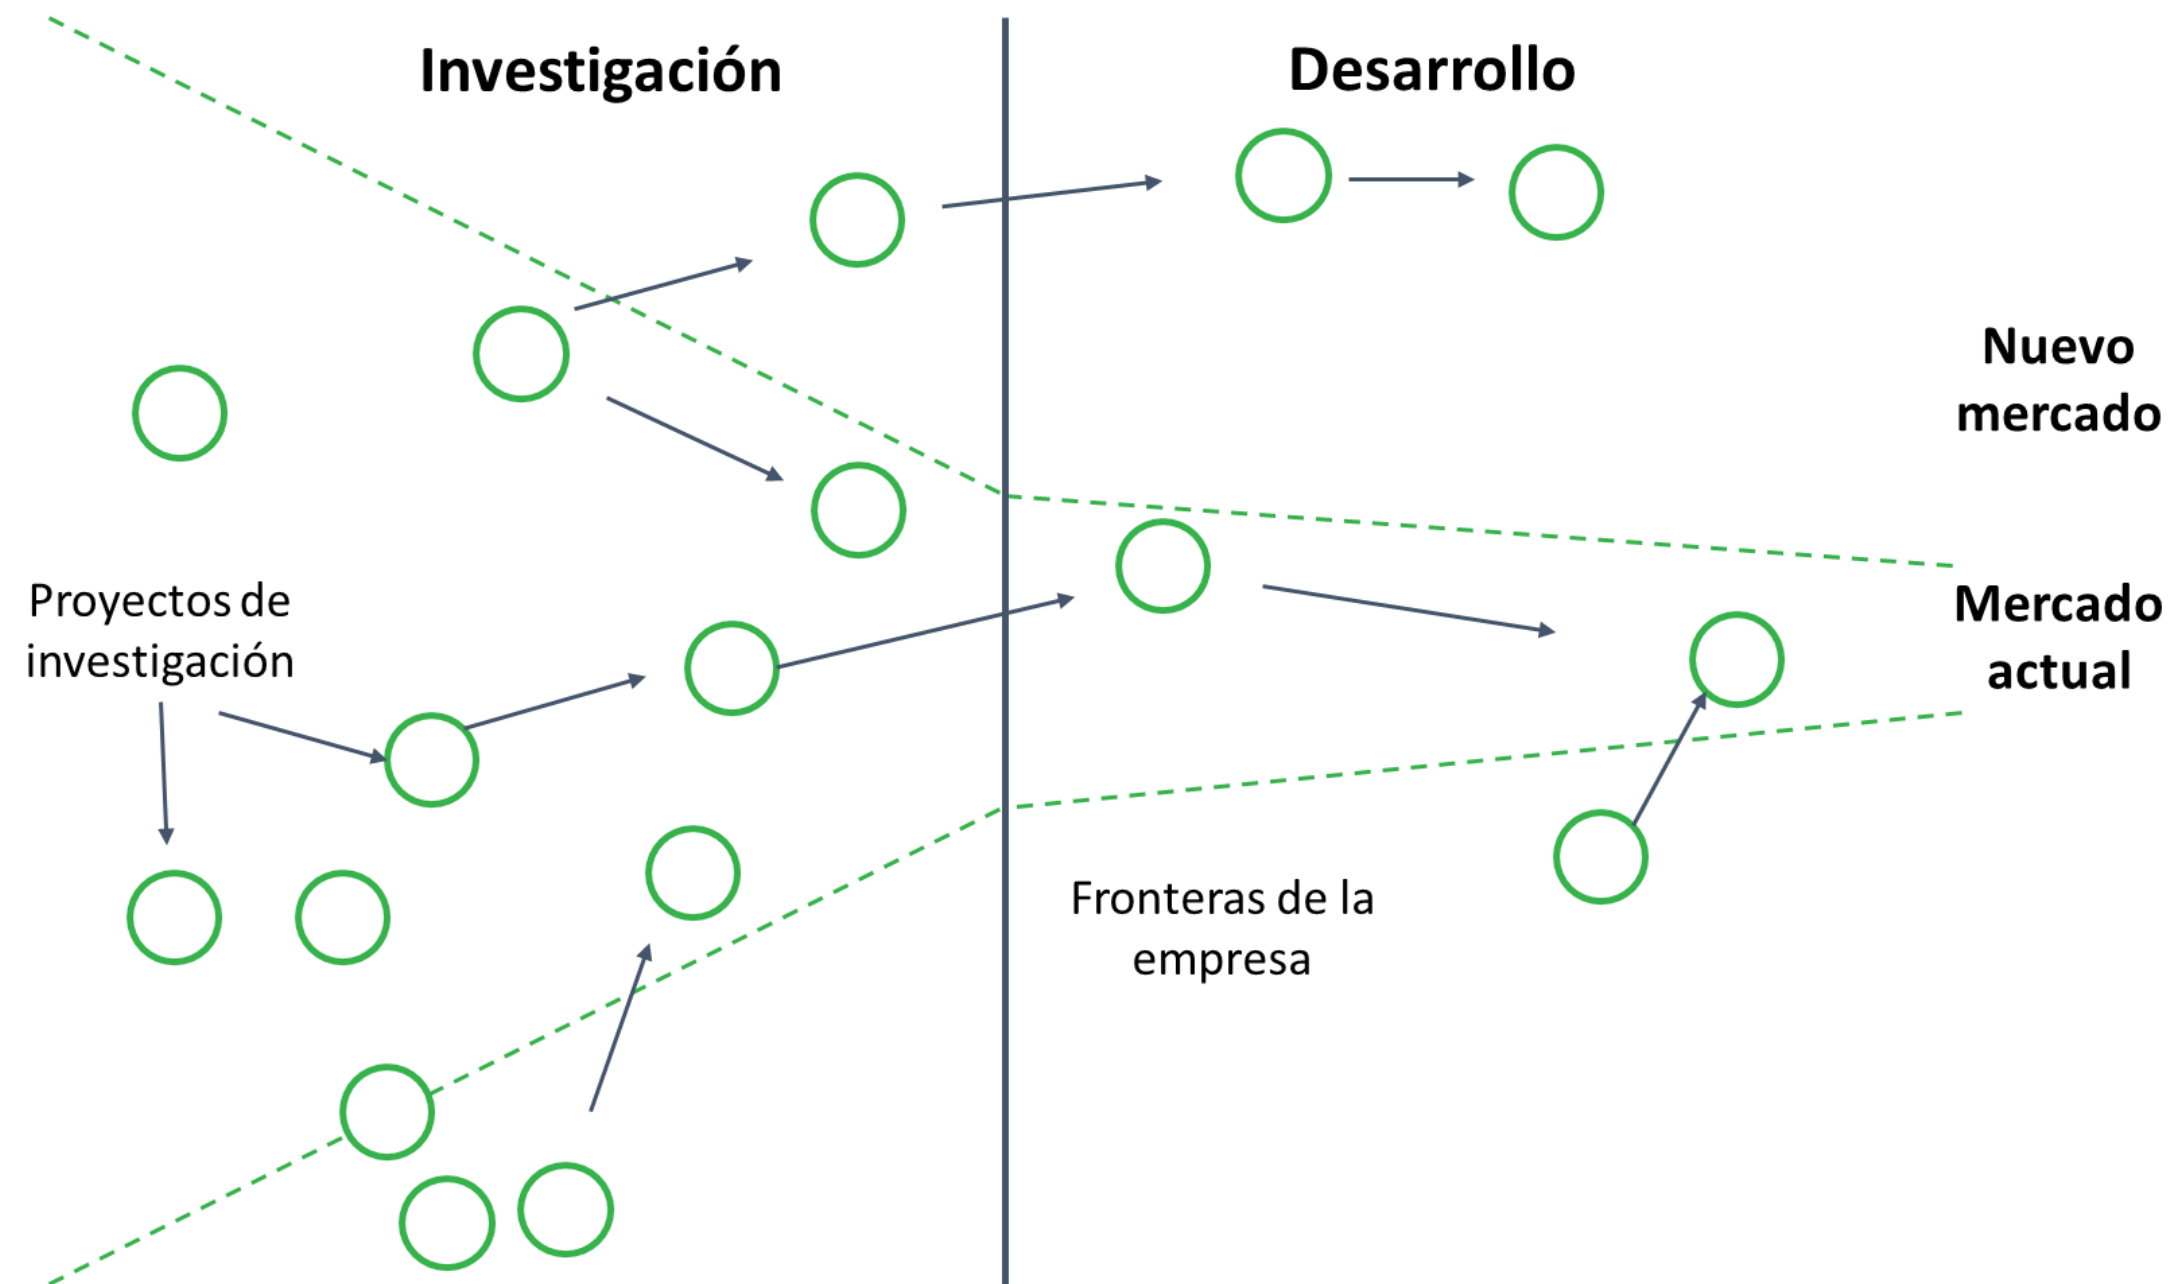 Investigación
Desarrollo
Nuevo
mercado
Proyectos de
investigación
Mercado
actual
Fronteras de la
empresa